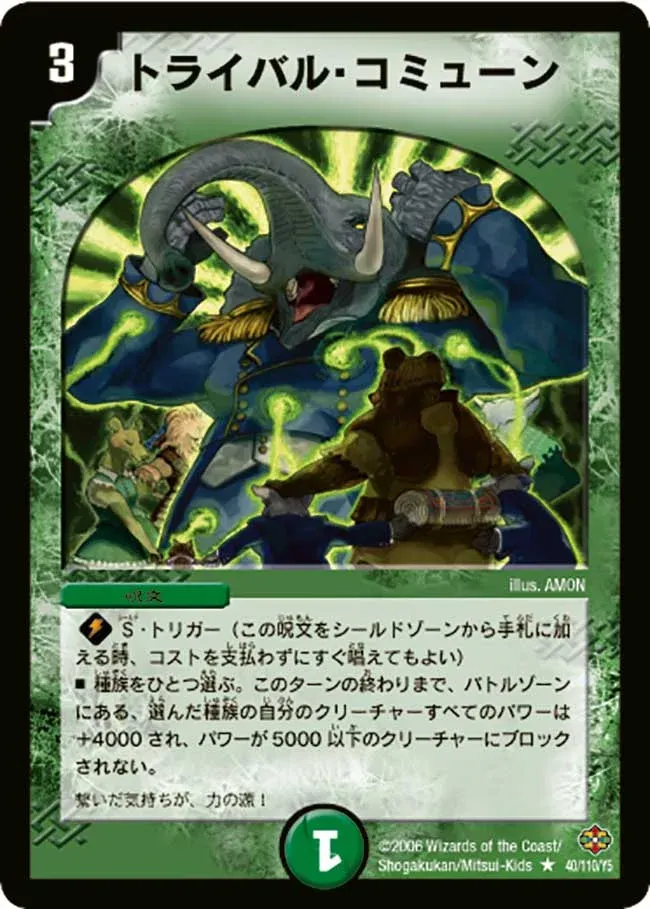 3
トライバル・コミューン
illus. AMON
呪文
S・トリガー（この呪文をシールドゾーンから手札に加
える時、コストを支払わずにすぐ唱えてもよい）
■ 種族をひとつ選ぶ。このターンの終わりまで、バトルゾーン
にある、選んだ種族の自分のクリーチャーすべてのパワーは
+4000 され、パワーが 5000 以下のクリーチャーにブロック
されない。
繋いだ気持ちが、力の源！
1
©2006 Wizards of the Coast/
Shogakukan/Mitsui-Kids ★ 40/110/Y5